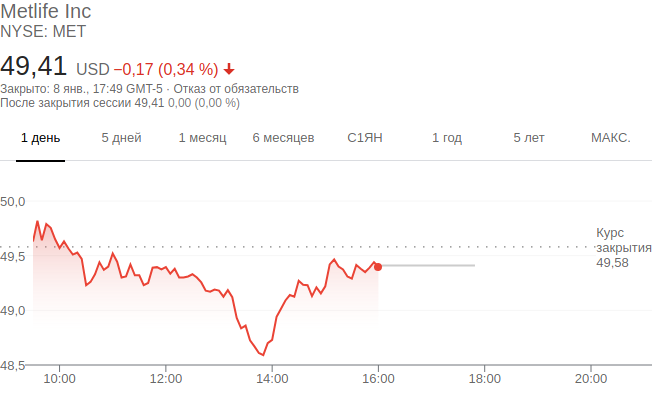 Metlife Inc
NYSE: MET
49,41 USD −0,17 (0,34 %)
Закрыто: 8 янв., 17:49 GMT-5 · Отказ от обязательств
После закрытия сессии 49,41 0,00 (0,00 %)
1 день 5 дней 1 месяц 6 месяцев С1ЯН 1 год 5 лет МАКС.
50,0
Курс
закрытия
49,58
49,5
49,0
48,5
10:00 12:00 14:00 16:00 18:00 20:00